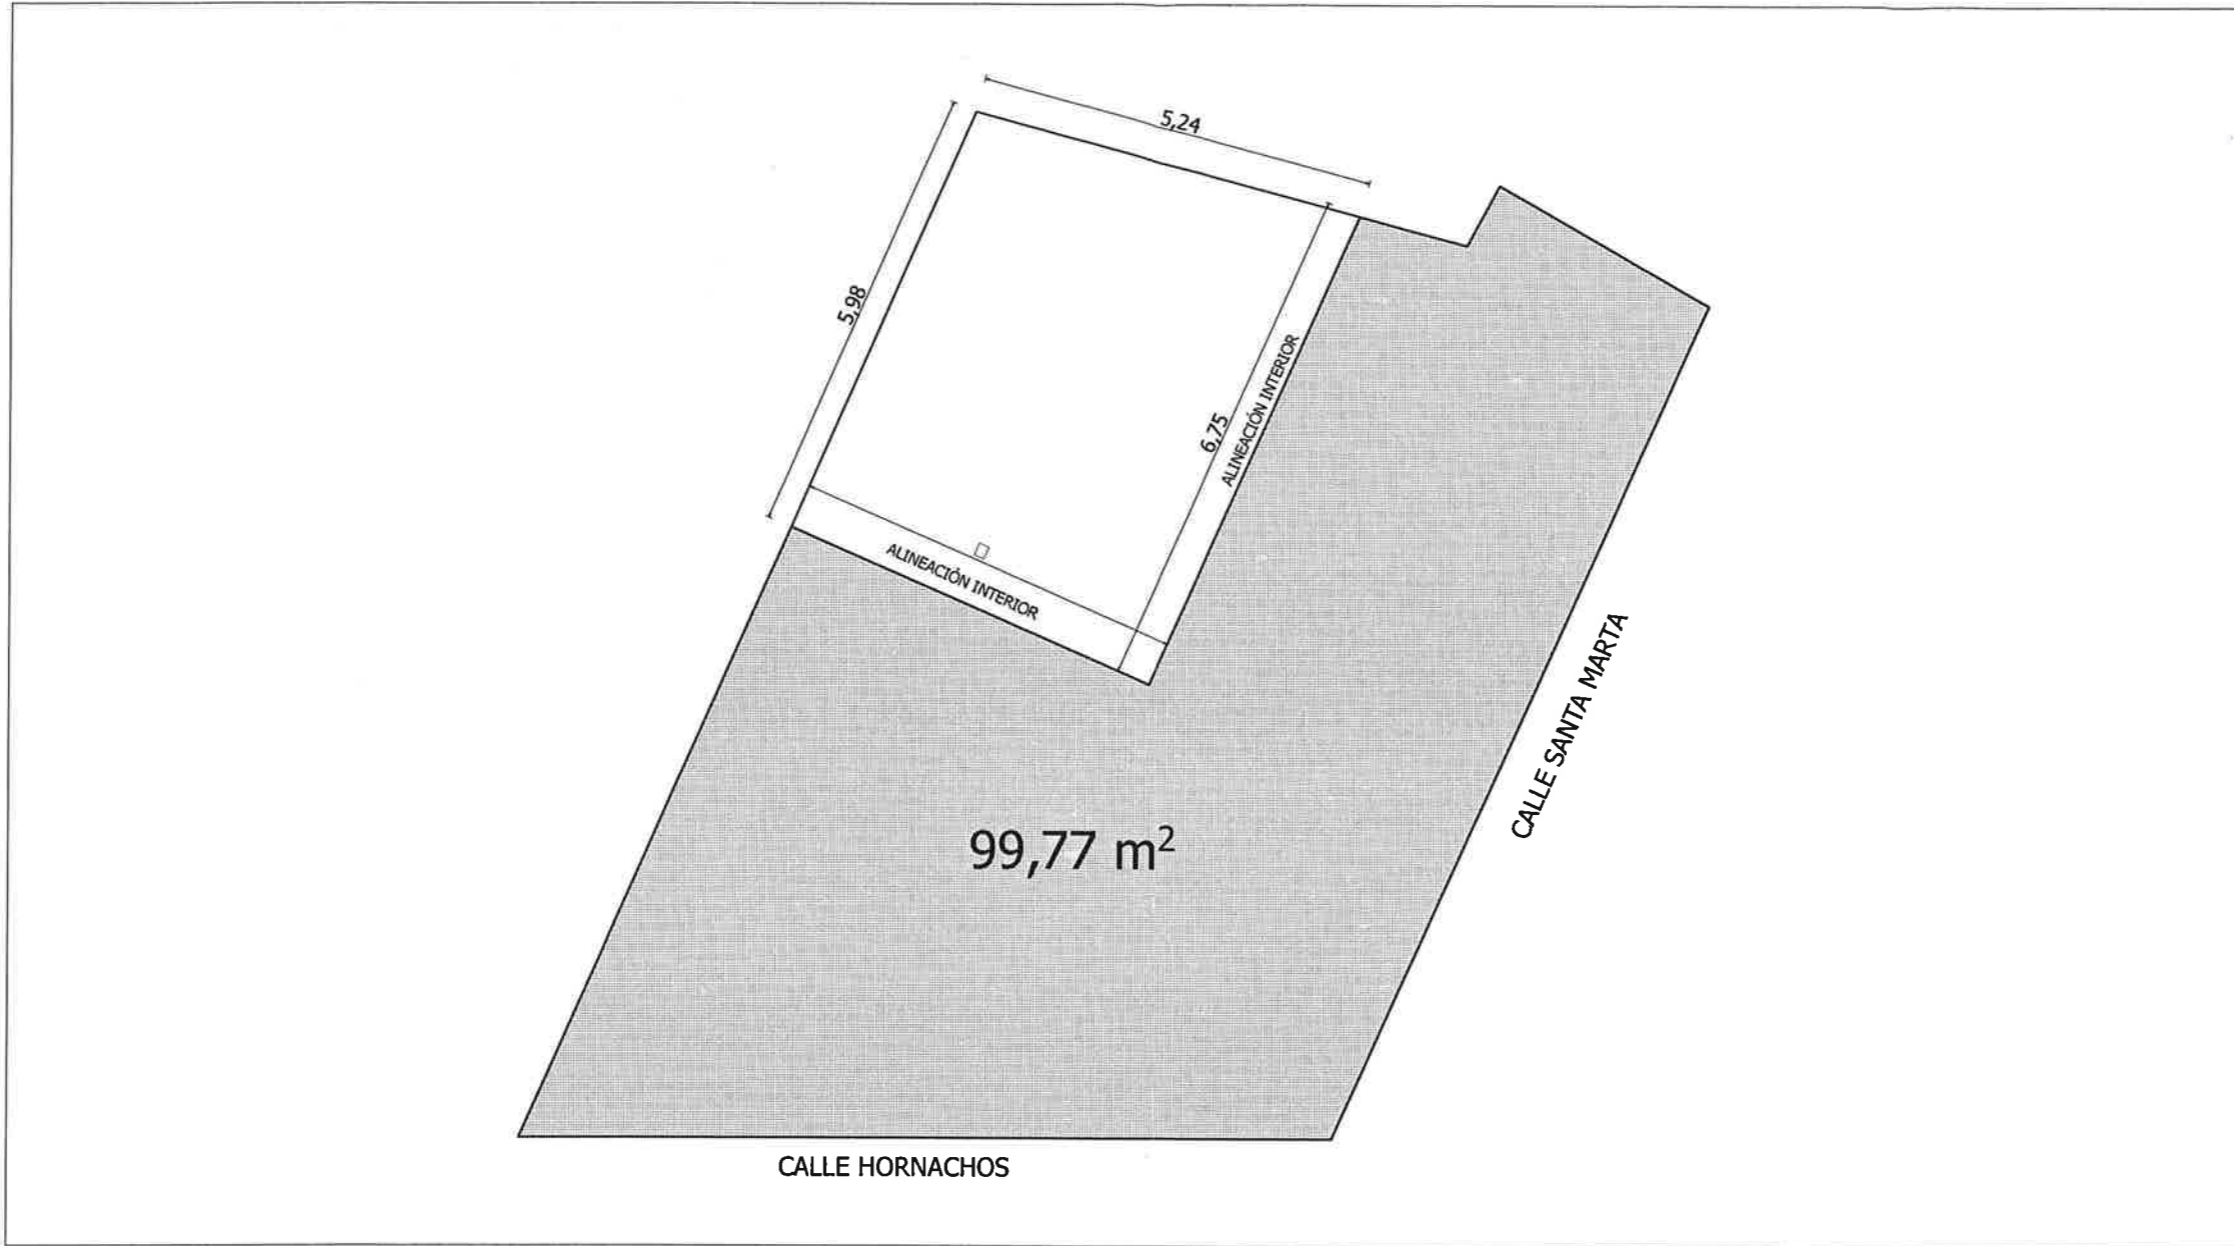 5,24
5,98
6,75
ALINEACIÓN INTERIOR
ALINEACIÓN INTERIOR
CALLE SANTA MARTA
99,77 m²
CALLE HORNACHOS